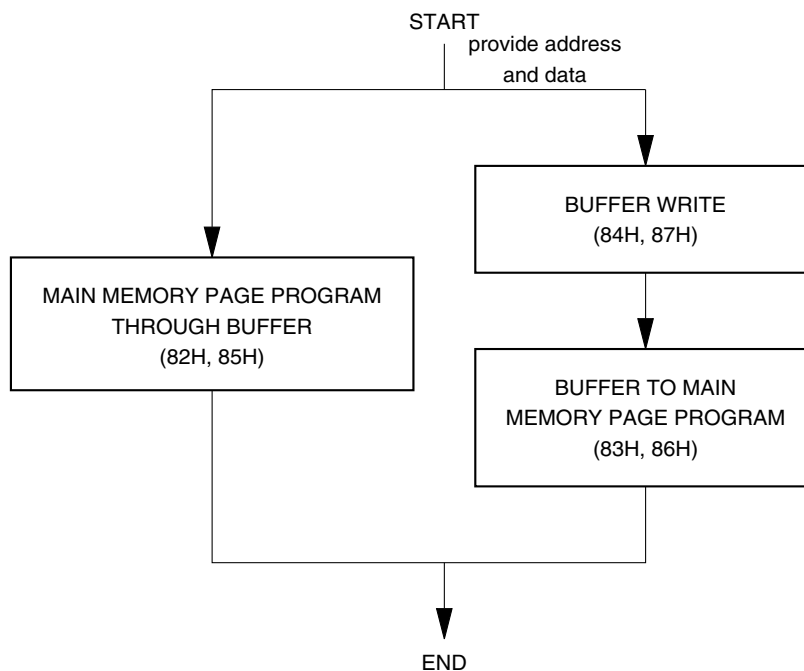 START
provide address
and data
BUFFER WRITE
(84H, 87H)
MAIN MEMORY PAGE PROGRAM
THROUGH BUFFER
(82H, 85H)
BUFFER TO MAIN
MEMORY PAGE PROGRAM
(83H, 86H)
END